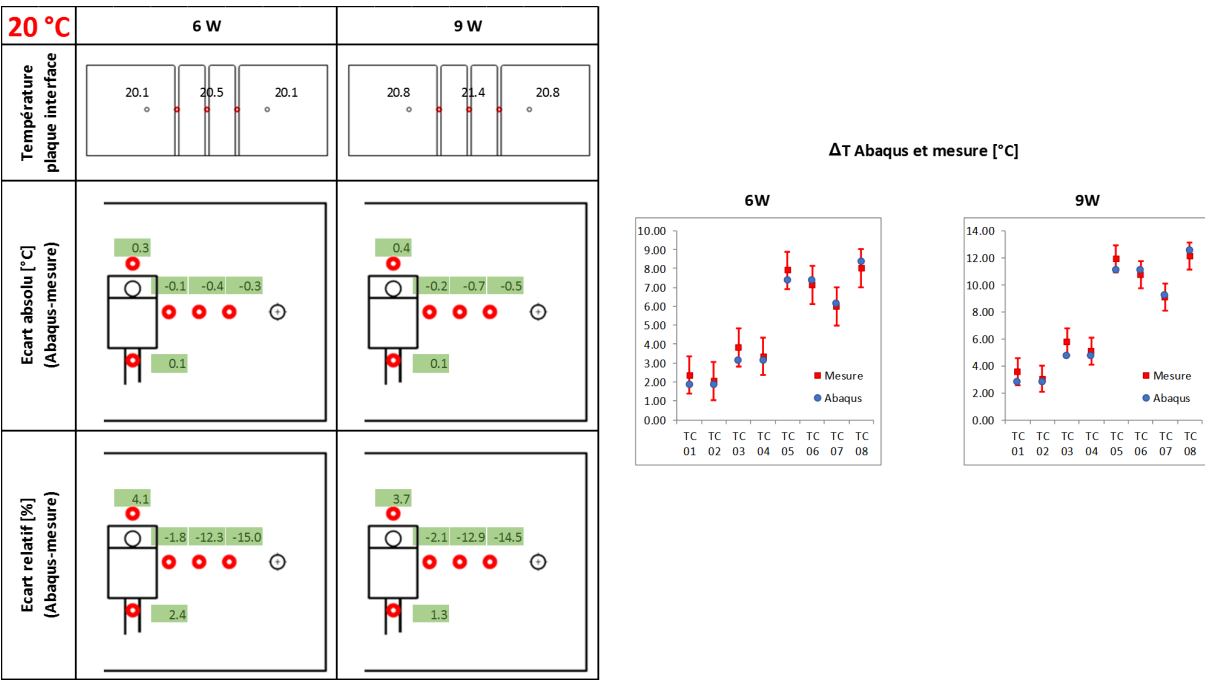 20 °C
6 W
9 W
Température
plaque interface
20.1 20.5 20.1
20.8 21.4 20.8
Ecart absolu [°C]
(Abaqus-mesure)
0.3
-0.1 -0.4 -0.3
0.1
0.4
-0.2 -0.7 -0.5
0.1
Ecart relatif [%]
(Abaqus-mesure)
4.1
-1.8 -12.3 -15.0
2.4
3.7
-2.1 -12.9 -14.5
1.3
ΔT Abaqus et mesure [°C]
6W
10.00
9.00
8.00
7.00
6.00
5.00
4.00
3.00
2.00
1.00
0.00
Mesure
Abaqus
TC TC TC TC TC TC TC TC
01 02 03 04 05 06 07 08
9W
14.00
12.00
10.00
8.00
6.00
4.00
2.00
0.00
Mesure
Abaqus
TC TC TC TC TC TC TC TC
01 02 03 04 05 06 07 08